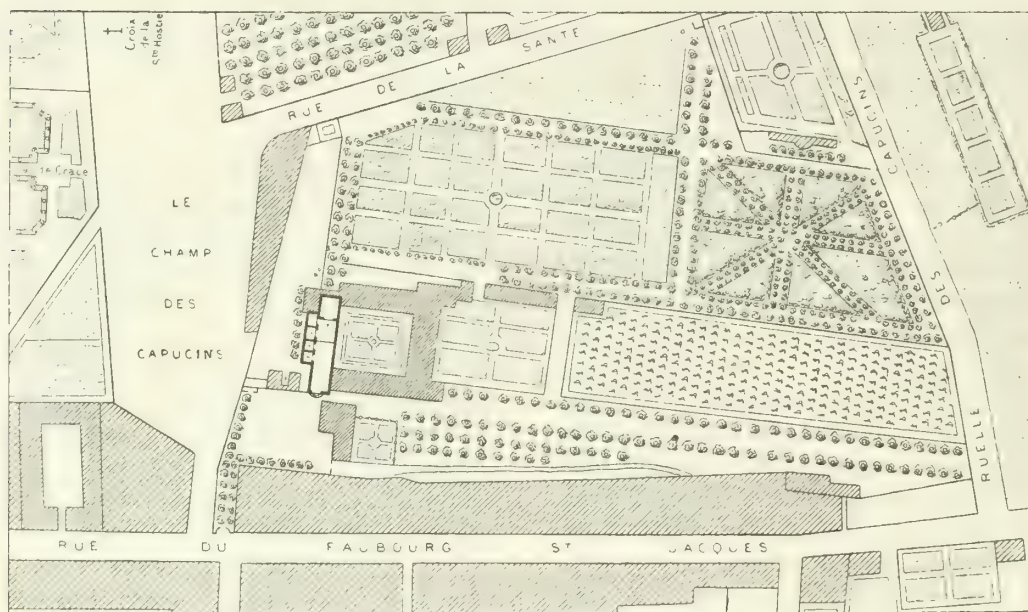 Croix
de la
Ste Hostie
RUE DE LA SANTE
LE
CHAMP
DES
CAPUCINS
RUELLE DES CAPUCINS
RUE DU FAUBOURG ST JACQUES